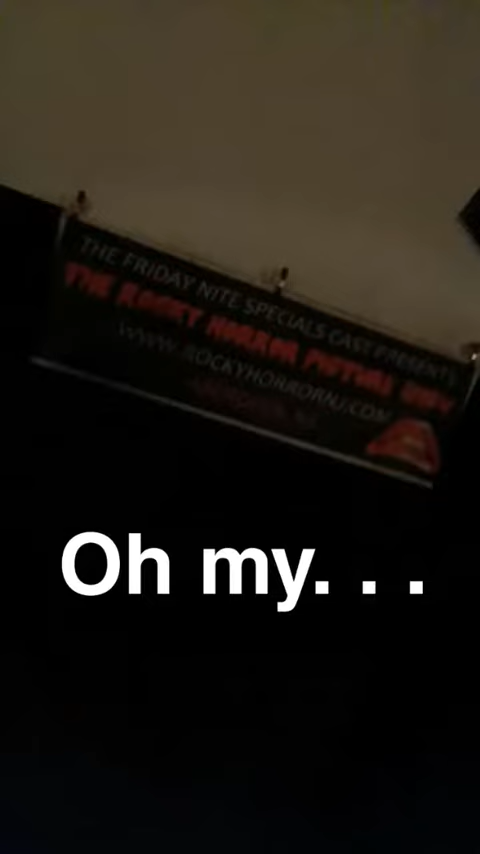 THE FRIDAY NITE SPECIALS CAST PRESENTS
THE ROCKY HORROR PICTURE SHOW
WWW.ROCKYHORRORNJ.COM
Oh my. . .